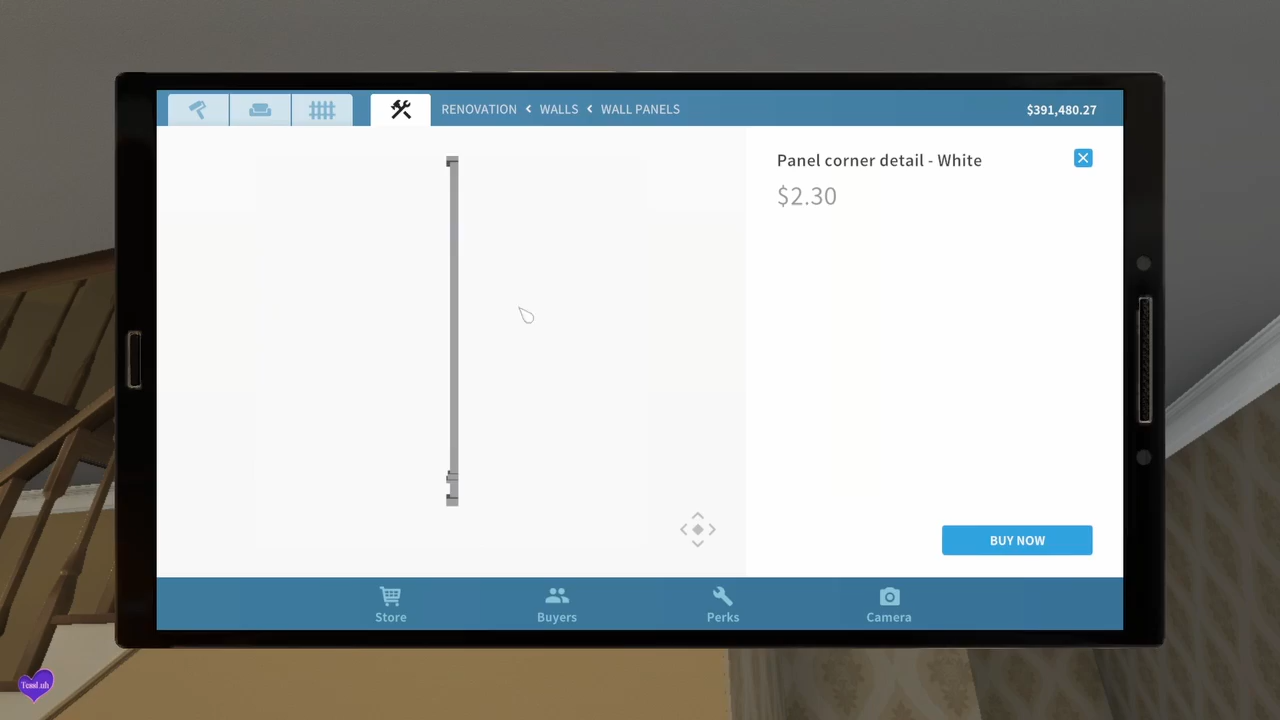 RENOVATION < WALLS < WALL PANELS
$391,480.27
Panel corner detail - White
$2.30
BUY NOW
Store
Buyers
Perks
Camera
TessLuh